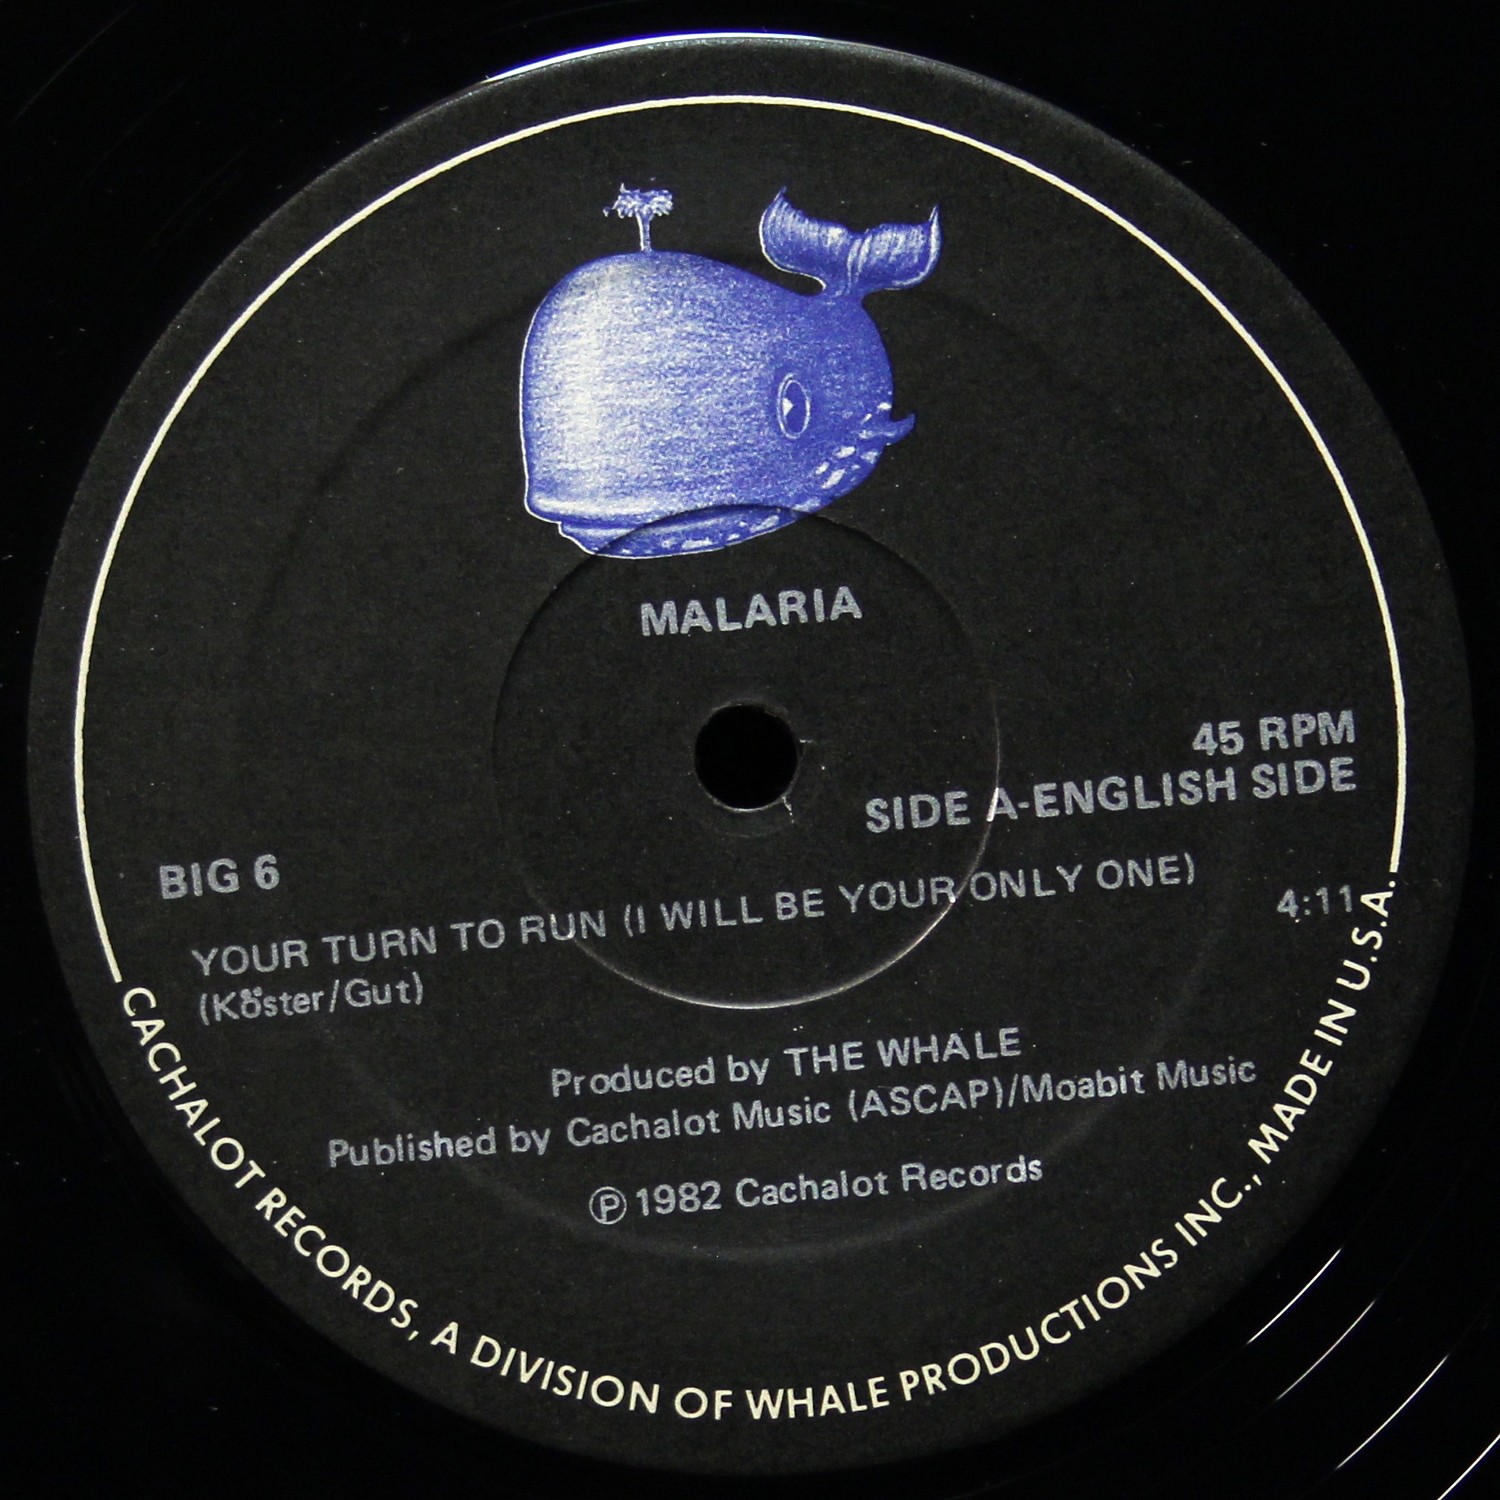 MALARIA
45 RPM
SIDE A-ENGLISH SIDE
BIG 6
YOUR TURN TO RUN (I WILL BE YOUR ONLY ONE) 4:11
(Köster/Gut)
Produced by THE WHALE
Published by Cachalot Music (ASCAP)/Moabit Music
℗ 1982 Cachalot Records
CACHALOT RECORDS, A DIVISION OF WHALE PRODUCTIONS INC., MADE IN U.S.A.